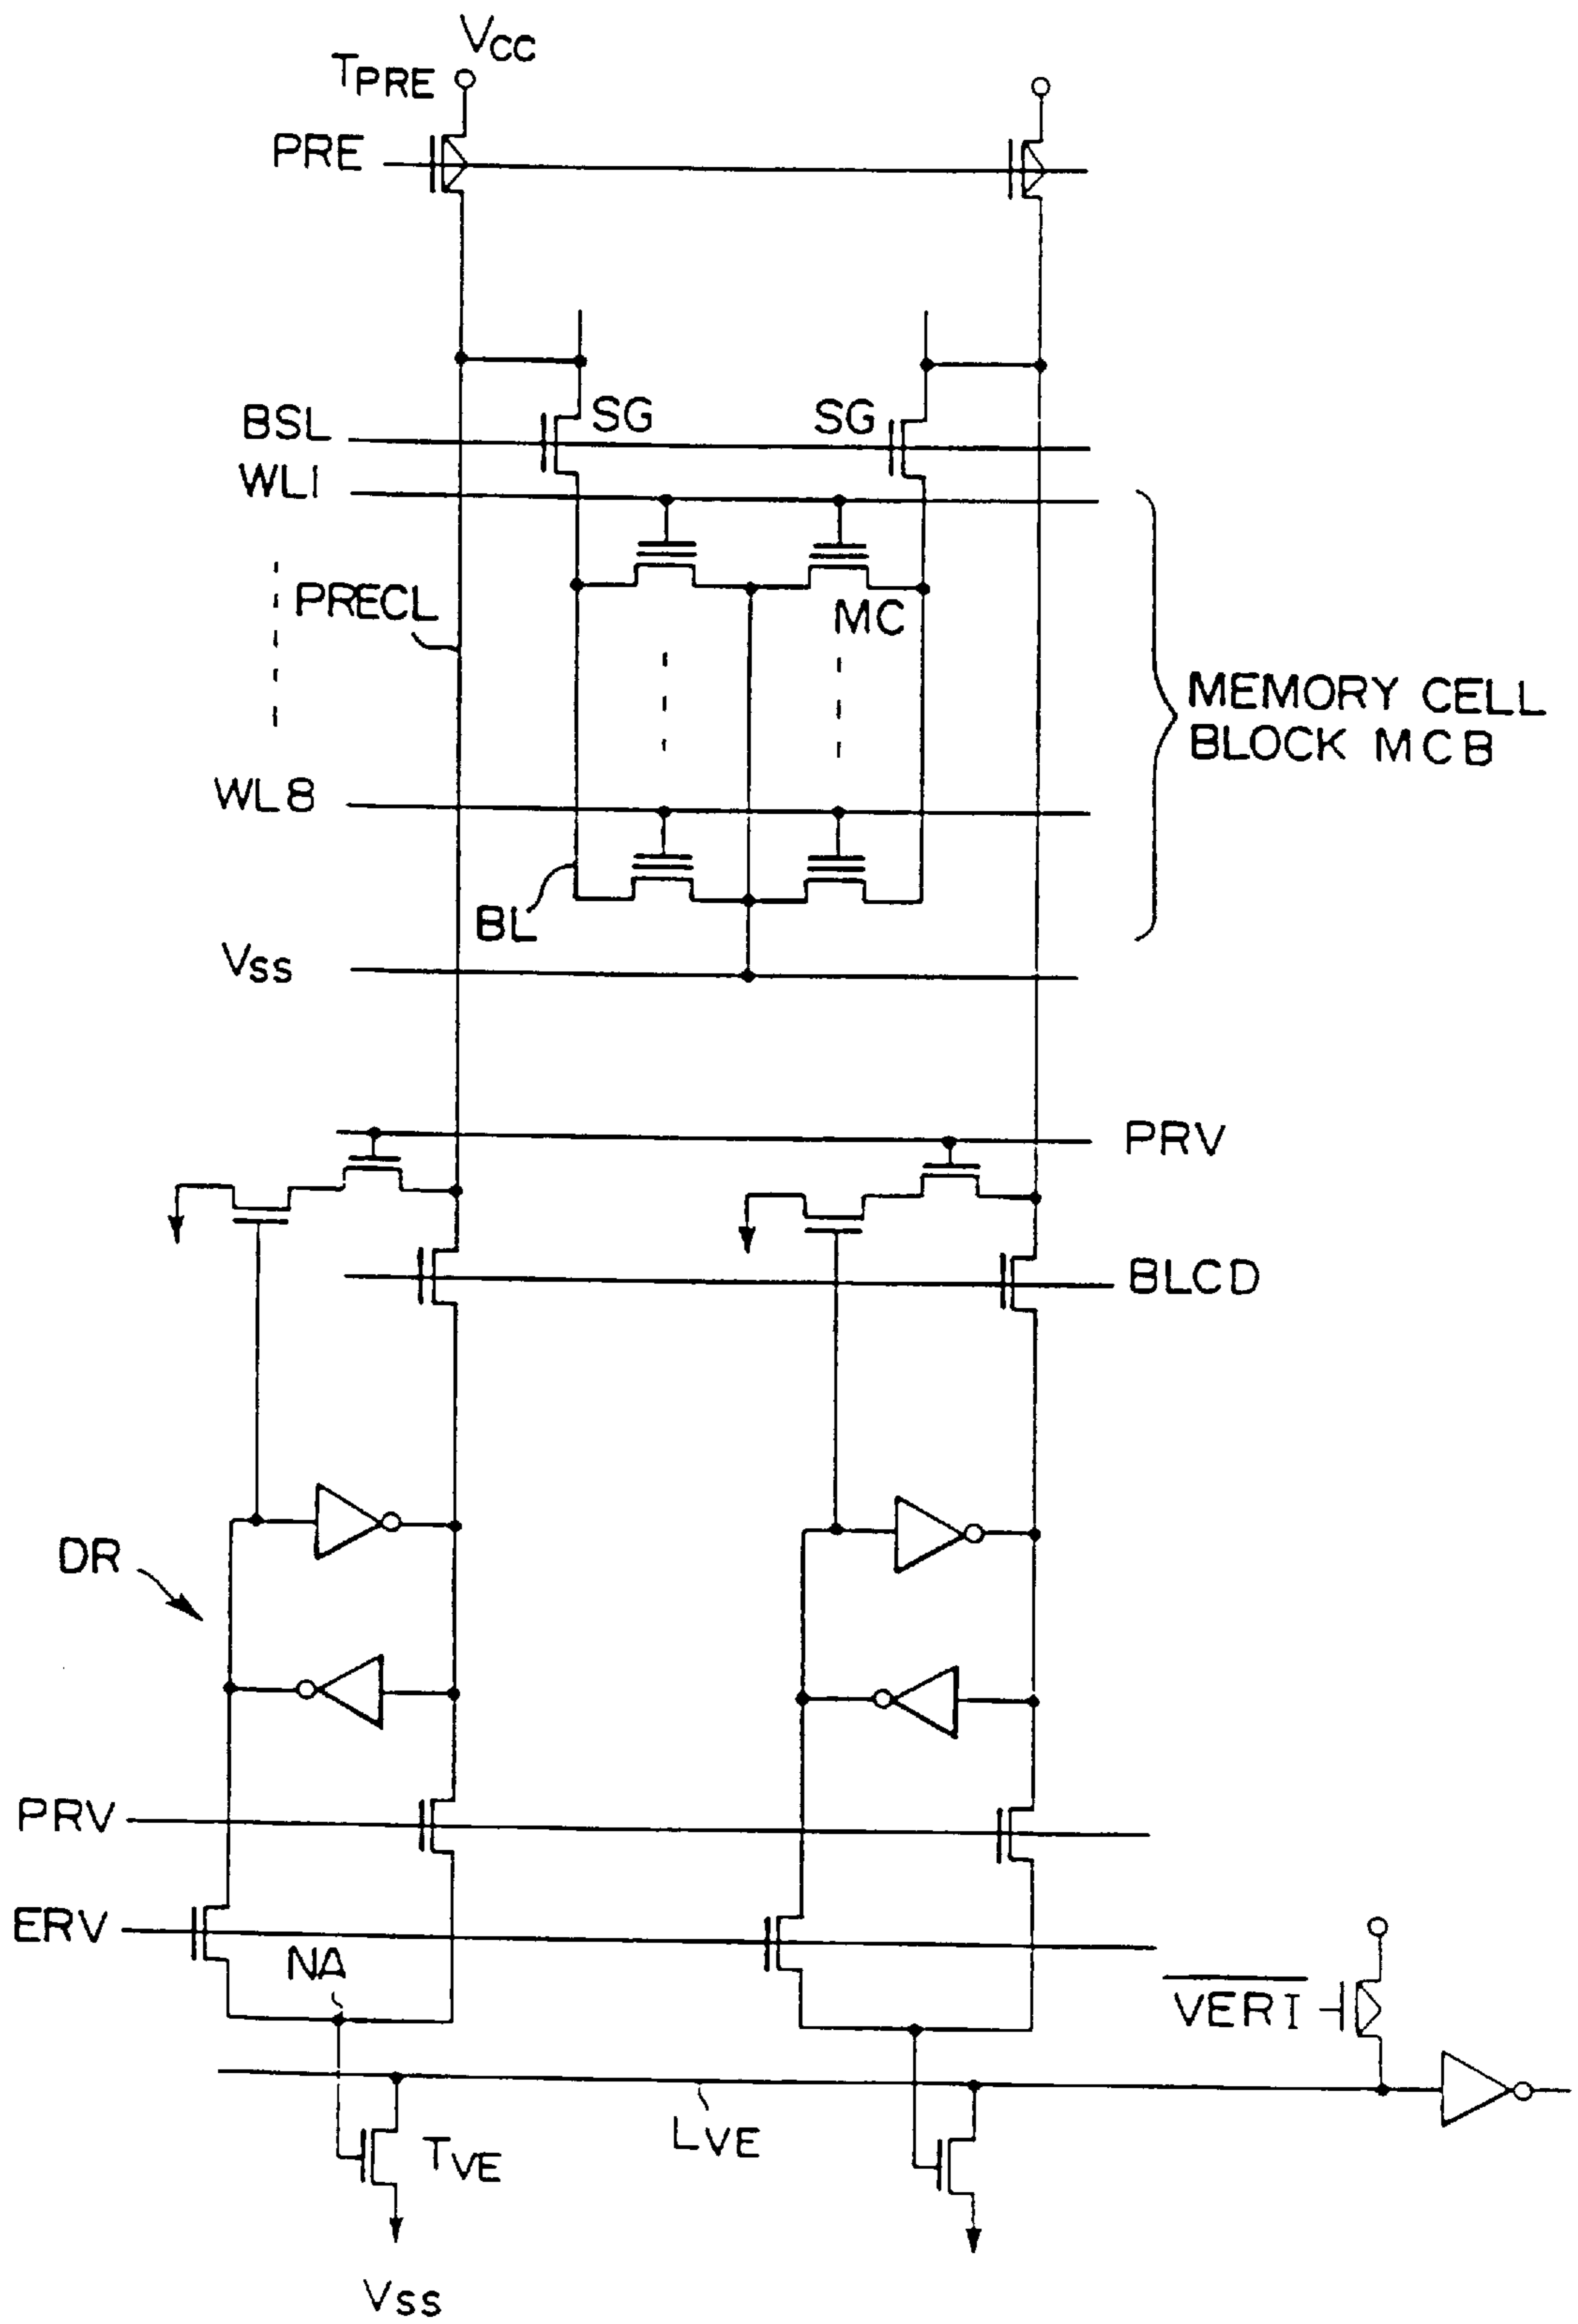 VCC
TPRE
PRE
BSL
SG
SG
WL1
PRECL
MC
MEMORY CELL
BLOCK MCB
WL8
BL
VSS
PRV
BLCD
DR
PRV
ERV
NA
VERI
LVE
TVE
VSS